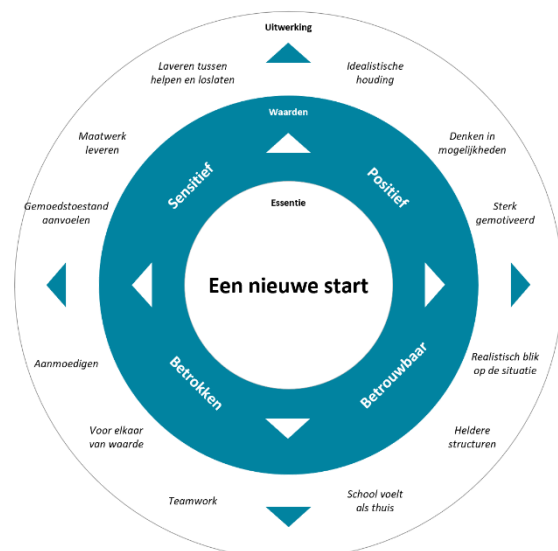 Uitwerking
Laveren tussen
helpen en loslaten
Idealistische
houding
Waarden
Maatwerk
leveren
Denken in
mogelijkheden
Sensitief
Positief
Essentie
Gemoedstoestand
aanvoelen
Sterk
gemotiveerd
Een nieuwe start
Aanmoedigen
Realistisch blik
op de situatie
Betrokken
Betrouwbaar
Voor elkaar
van waarde
Heldere
structuren
Teamwork
School voelt
als thuis